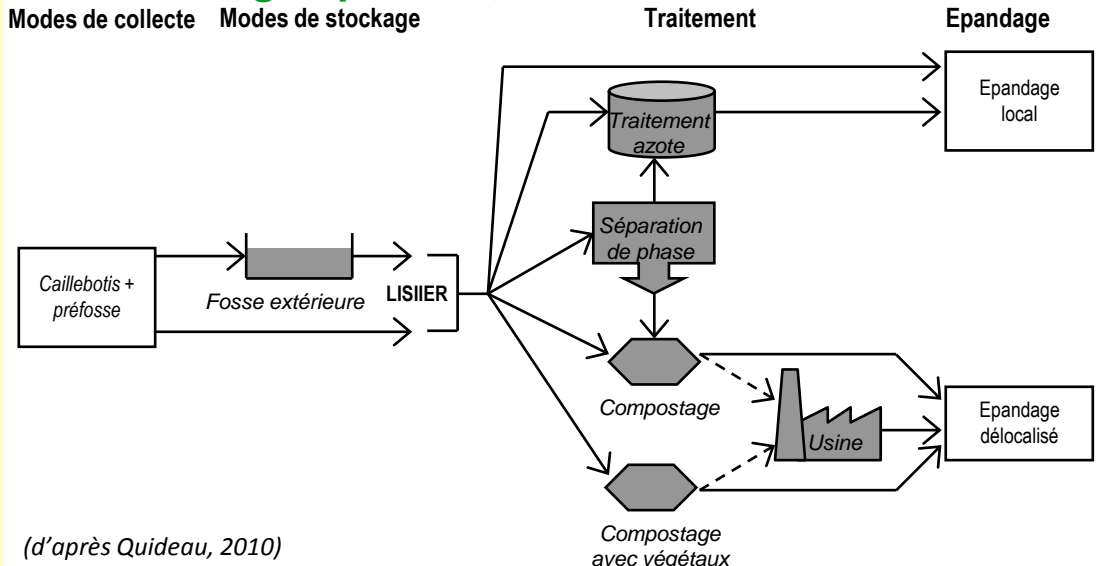 Modes de collecte
Modes de stockage
Traitement
Epandage
Epandage
local
Traitement
azote
Séparation
de phase
Caillebotis +
préfosse
Fosse extérieure
LISIIER
Compostage
Usine
Epandage
délocalisé
Compostage
avec végétaux
(d'après Quideau, 2010)